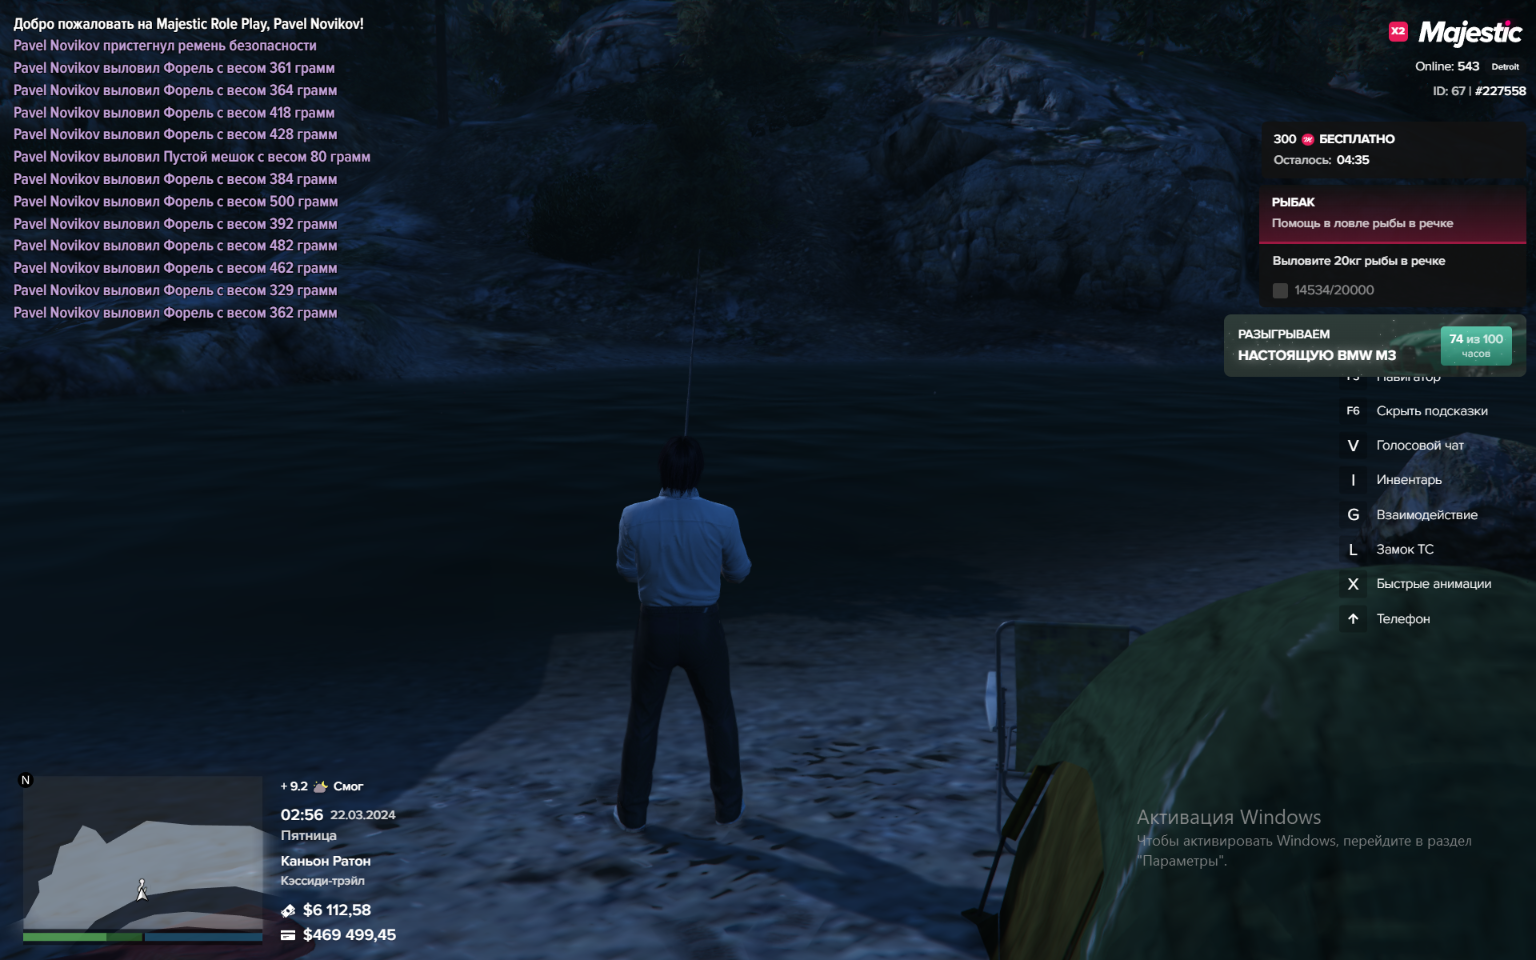 Добро пожаловать на Majestic Role Play, Pavel Novikov!
Pavel Novikov пристегнул ремень безопасности
Pavel Novikov выловил Форель с весом 361 грамм
Pavel Novikov выловил Форель с весом 364 грамм
Pavel Novikov выловил Форель с весом 418 грамм
Pavel Novikov выловил Форель с весом 428 грамм
Pavel Novikov выловил Пустой мешок с весом 80 грамм
Pavel Novikov выловил Форель с весом 384 грамм
Pavel Novikov выловил Форель с весом 500 грамм
Pavel Novikov выловил Форель с весом 392 грамм
Pavel Novikov выловил Форель с весом 482 грамм
Pavel Novikov выловил Форель с весом 462 грамм
Pavel Novikov выловил Форель с весом 329 грамм
Pavel Novikov выловил Форель с весом 362 грамм
X2 Majestic
Online: 543 Detroit
ID: 67 | #227558
300 БЕСПЛАТНО
Осталось: 04:35
РЫБАК
Помощь в ловле рыбы в речке
Выловите 20кг рыбы в речке
14534/20000
РАЗЫГРЫВАЕМ
НАСТОЯЩУЮ BMW M3
74 из 100
часов
Навигатор
F6 Скрыть подсказки
V Голосовой чат
I Инвентарь
G Взаимодействие
L Замок ТС
X Быстрые анимации
Телефон
N
+ 9.2 Смог
02:56 22.03.2024
Пятница
Каньон Ратон
Кэссиди-трэйл
$6 112,58
$469 499,45
Активация Windows
Чтобы активировать Windows, перейдите в раздел
"Параметры".